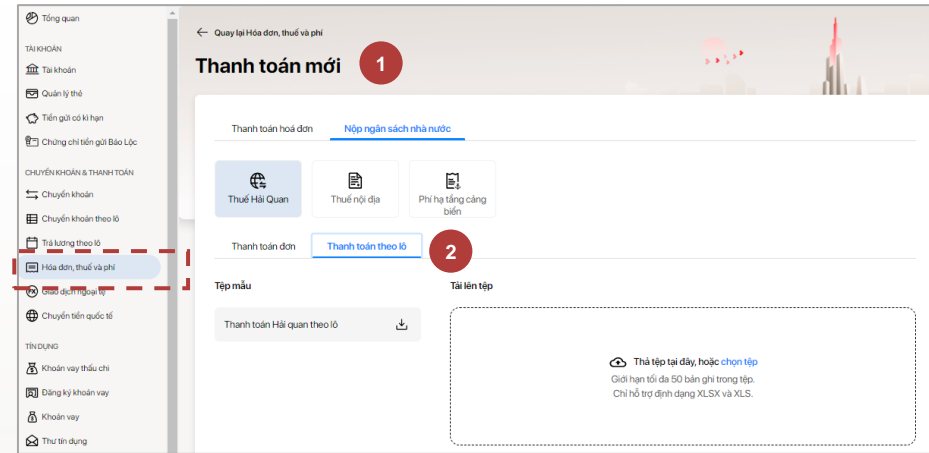 Tổng quan
TÀI KHOẢN
Tài khoản
Quản lý thẻ
Tiền gửi có kì hạn
Chứng chỉ tiền gửi Bảo Lộc
CHUYỂN KHOẢN & THANH TOÁN
Chuyển khoản
Chuyển khoản theo lô
Trả lương theo lô
Hóa đơn, thuế và phí
Giao dịch ngoại tệ
Chuyển tiền quốc tế
TÍN DỤNG
Khoản vay thấu chi
Đăng ký khoản vay
Khoản vay
Thư tín dụng
Quay lại Hóa đơn, thuế và phí
Thanh toán mới 1
Thanh toán hoá đơn Nộp ngân sách nhà nước
Thuế Hải Quan Thuế nội địa Phí hạ tầng cảng
biển
Thanh toán đơn Thanh toán theo lô 2
Tệp mẫu Tải lên tệp
Thanh toán Hải quan theo lô
Thả tệp tại đây, hoặc chọn tệp
Giới hạn tối đa 50 bản ghi trong tệp.
Chỉ hỗ trợ định dạng XLSX và XLS.